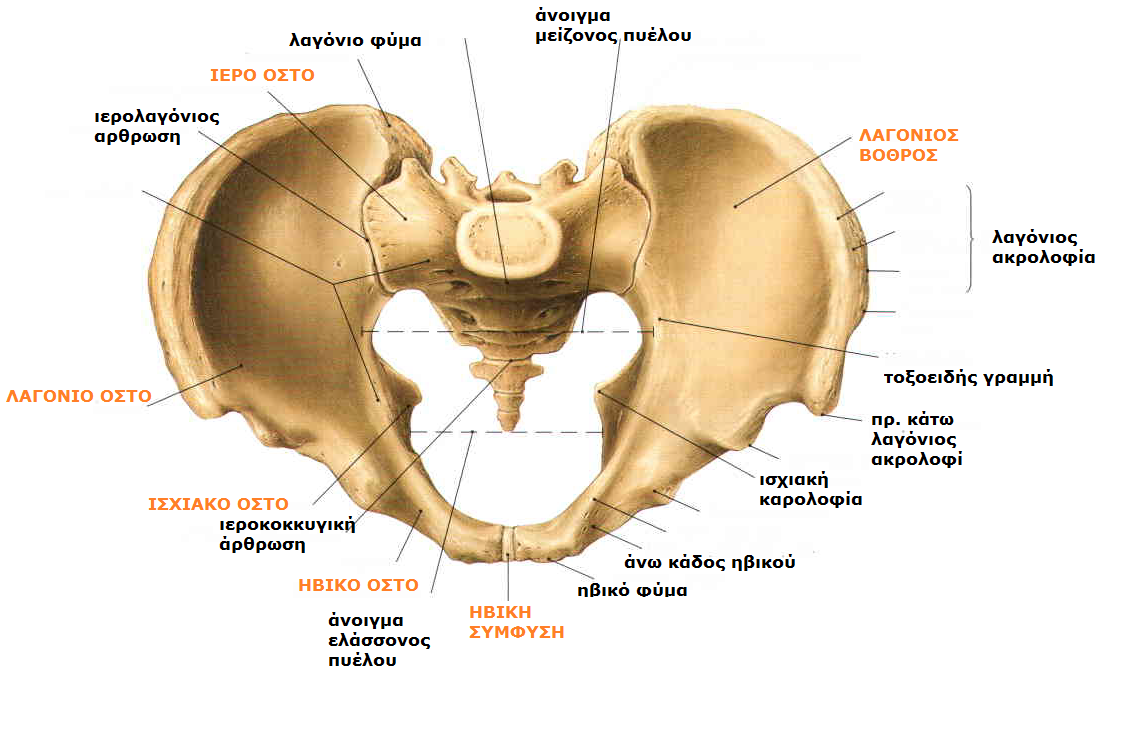 άνοιγμα
μείζονος πυέλου
λαγόνιο φύμα
ΙΕΡΟ ΟΣΤΟ
ιερολαγόνιος
αρθρωση
ΛΑΓΟΝΙΟΣ
ΒΟΘΡΟΣ
λαγόνιος
ακρολοφία
τοξοειδής γραμμή
ΛΑΓΟΝΙΟ ΟΣΤΟ
πρ. κάτω
λαγόνιος
ακρολοφί
ισχιακή
καρολοφία
ΙΣΧΙΑΚΟ ΟΣΤΟ
ιεροκοκκυγική
άρθρωση
άνω κάδος ηβικού
ΗΒΙΚΟ ΟΣΤΟ
ηβικό φύμα
ΗΒΙΚΗ
ΣΥΜΦΥΣΗ
άνοιγμα
ελάσσονος
πυέλου